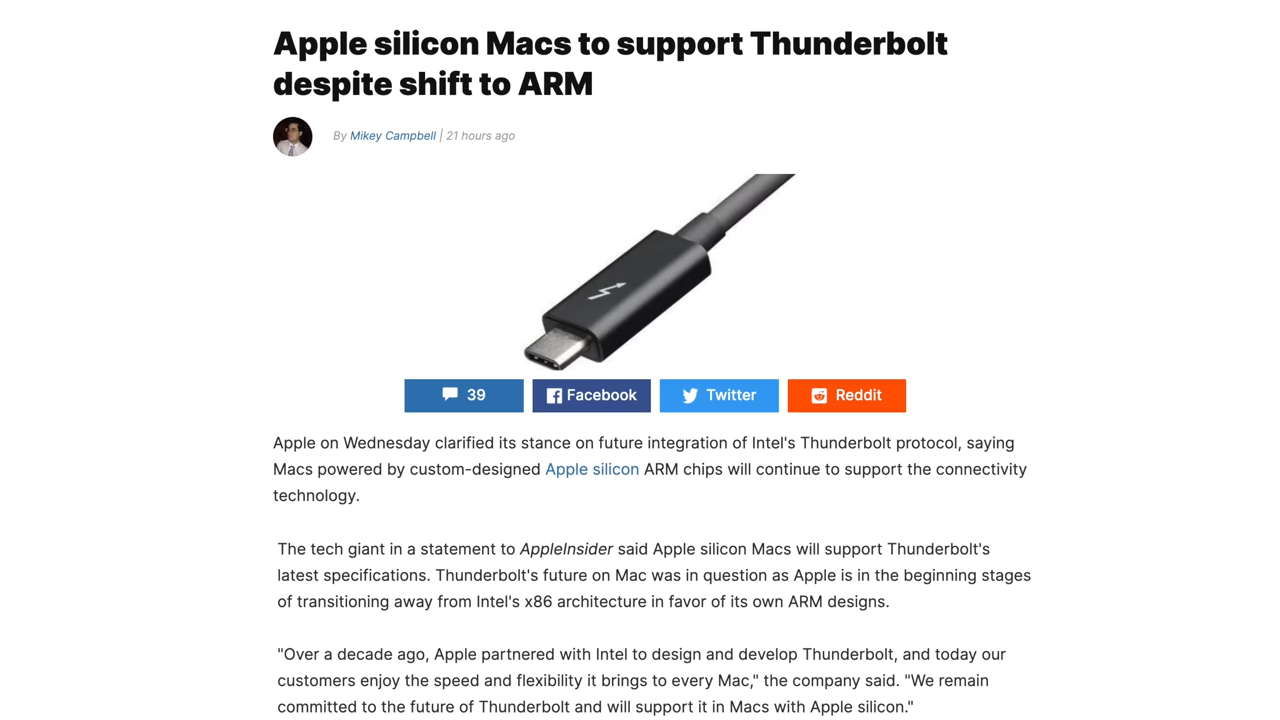 Apple silicon Macs to support Thunderbolt
despite shift to ARM
By Mikey Campbell | 21 hours ago
39
Facebook
Twitter
Reddit
Apple on Wednesday clarified its stance on future integration of Intel's Thunderbolt protocol, saying
Macs powered by custom-designed Apple silicon ARM chips will continue to support the connectivity
technology.
The tech giant in a statement to AppleInsider said Apple silicon Macs will support Thunderbolt's
latest specifications. Thunderbolt's future on Mac was in question as Apple is in the beginning stages
of transitioning away from Intel's x86 architecture in favor of its own ARM designs.
"Over a decade ago, Apple partnered with Intel to design and develop Thunderbolt, and today our
customers enjoy the speed and flexibility it brings to every Mac," the company said. "We remain
committed to the future of Thunderbolt and will support it in Macs with Apple silicon."